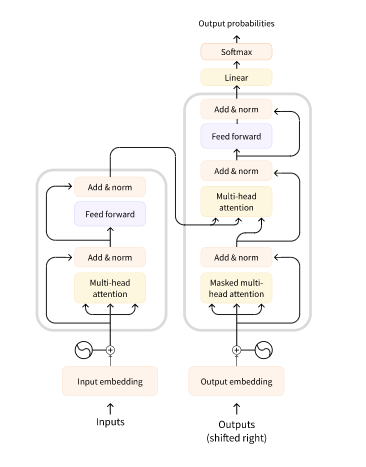 Output probabilities
Softmax
Linear
Add & norm
Feed forward
Add & norm
Multi-head
attention
Add & norm
Masked multi-
head attention
Add & norm
Feed forward
Add & norm
Multi-head
attention
Input embedding
Output embedding
Inputs
Outputs
(shifted right)